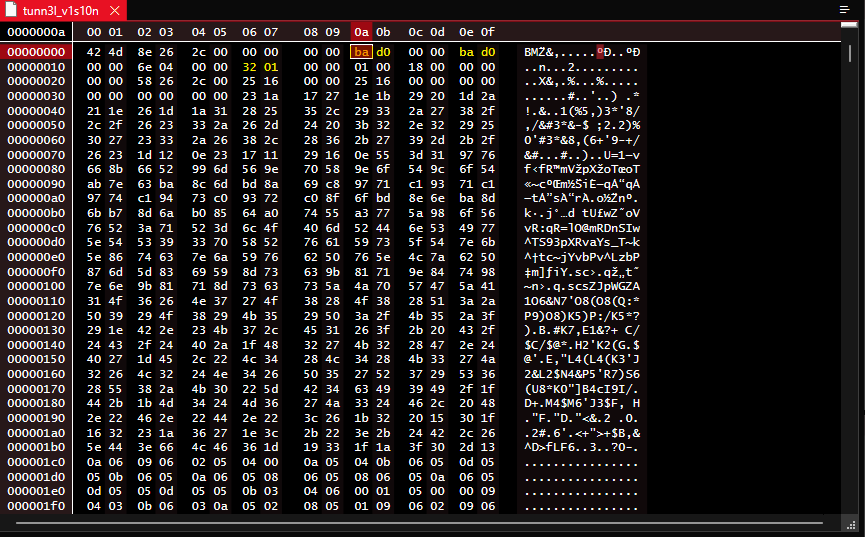 tunn3l_v1s10n
0000000a 00 01 02 03 04 05 06 07 08 09 0a 0b 0c 0d 0e 0f
00000000 42 4d 8e 26 2c 00 00 00 00 00 ba d0 00 00 ba d0 BMŽ&,.....ºÐ..ºÐ
00000010 00 00 6e 04 00 00 32 01 00 00 01 00 18 00 00 00 ..n...2.........
00000020 00 00 58 26 2c 00 25 16 00 00 25 16 00 00 00 00 ..X&,.%...%.....
00000030 00 00 00 00 00 00 23 1a 17 27 1e 1b 29 20 1d 2a ......#..'..) .*
00000040 21 1e 26 1d 1a 31 28 25 35 2c 29 33 2a 27 38 2f !.&..1(%5,)3*'8/
00000050 2c 2f 26 23 33 2a 26 2d 24 20 3b 32 2e 32 29 25 ,/&#3*&-$ ;2.2)%
00000060 30 27 23 33 2a 26 38 2c 28 36 2b 27 39 2d 2b 2f 0'#3*&8,(6+'9-+/
00000070 26 23 1d 12 0e 23 17 11 29 16 0e 55 3d 31 97 76 &#...#..)..U=1—v
00000080 66 8b 66 52 99 6d 56 9e 70 58 9e 6f 54 9c 6f 54 f‹fR™mVžpXžoTœoT
00000090 ab 7e 63 ba 8c 6d bd 8a 69 c8 97 71 c1 93 71 c1 «~cºŒm½ŠiÈ—qÁ“qÁ
000000a0 97 74 c1 94 73 c0 93 72 c0 8f 6f bd 8e 6e ba 8d —tÁ”sÀ“rÀ.o½Žnº.
000000b0 6b b7 8d 6a b0 85 64 a0 74 55 a3 77 5a 98 6f 56 k·.j°…d tU£wZ˜oV
000000c0 76 52 3a 71 52 3d 6c 4f 40 6d 52 44 6e 53 49 77 vR:qR=lO@mRDnSIw
000000d0 5e 54 53 39 33 70 58 52 76 61 59 73 5f 54 7e 6b ^TS93pXRvaYs_T~k
000000e0 5e 86 74 63 7e 6a 59 76 62 50 76 5e 4c 7a 62 50 ^†tc~jYvbPv^LzbP
000000f0 87 6d 5d 83 69 59 8d 73 63 9b 81 71 9e 84 74 98 ‡m]ƒiY.sc›.qž„t˜
00000100 7e 6e 9b 81 71 8d 73 63 73 5a 4a 70 57 47 5a 41 ~n›.q.scsZJpWGZA
00000110 31 4f 36 26 4e 37 27 4f 38 28 4f 38 28 51 3a 2a 1O6&N7'O8(O8(Q:*
00000120 50 39 29 4f 38 29 4b 35 29 50 3a 2f 4b 35 2a 3f P9)O8)K5)P:/K5*?
00000130 29 1e 42 2e 23 4b 37 2c 45 31 26 3f 2b 20 43 2f ).B.#K7,E1&?+ C/
00000140 24 43 2f 24 40 2a 1f 48 32 27 4b 32 28 47 2e 24 $C/$@*.H2'K2(G.$
00000150 40 27 1d 45 2c 22 4c 34 28 4c 34 28 4b 33 27 4a @'.E,"L4(L4(K3'J
00000160 32 26 4c 32 24 4e 34 26 50 35 27 52 37 29 53 36 2&L2$N4&P5'R7)S6
00000170 28 55 38 2a 4b 30 22 5d 42 34 63 49 39 49 2f 1f (U8*K0"]B4cI9I/.
00000180 44 2b 1b 4d 34 24 4d 36 27 4a 33 24 46 2c 20 48 D+.M4$M6'J3$F, H
00000190 2e 22 46 2e 22 44 2e 22 3c 26 1b 32 20 15 30 1f ."F."D."<&.2 .0.
000001a0 16 32 23 1a 36 27 1e 3c 2b 22 3e 2b 24 42 2c 26 .2#.6'.<+">+$B,&
000001b0 5e 44 3e 66 4c 46 36 1d 19 33 1f 1a 3f 30 2d 13 ^D>fLF6..3..?0-.
000001c0 0a 06 09 06 02 05 04 00 0a 05 04 0b 06 05 0d 05 ................
000001d0 05 0b 06 05 0a 06 05 08 06 05 08 06 05 0a 06 05 ................
000001e0 0d 05 05 0d 05 05 0b 03 04 06 00 01 05 00 00 09 ................
000001f0 04 03 0b 06 03 0a 05 02 08 05 01 09 06 02 09 06 ................